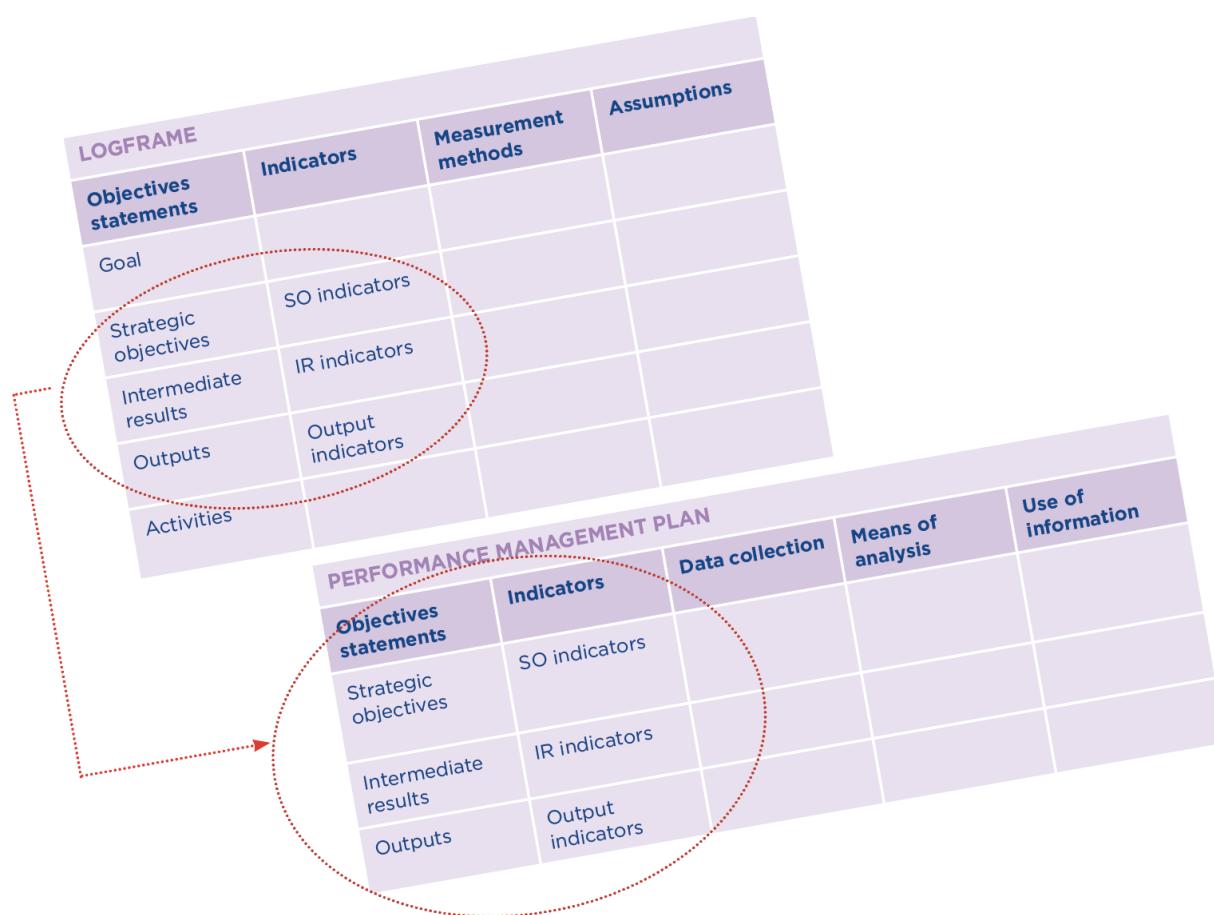 LOGFRAME
Objectives
statements
Indicators
Measurement
methods
Assumptions
Goal
Strategic
objectives
SO indicators
Intermediate
results
IR indicators
Outputs
Output
indicators
Activities
PERFORMANCE MANAGEMENT PLAN
Objectives
statements
Indicators
Data collection
Means of
analysis
Use of
information
Strategic
objectives
SO indicators
Intermediate
results
IR indicators
Outputs
Output
indicators